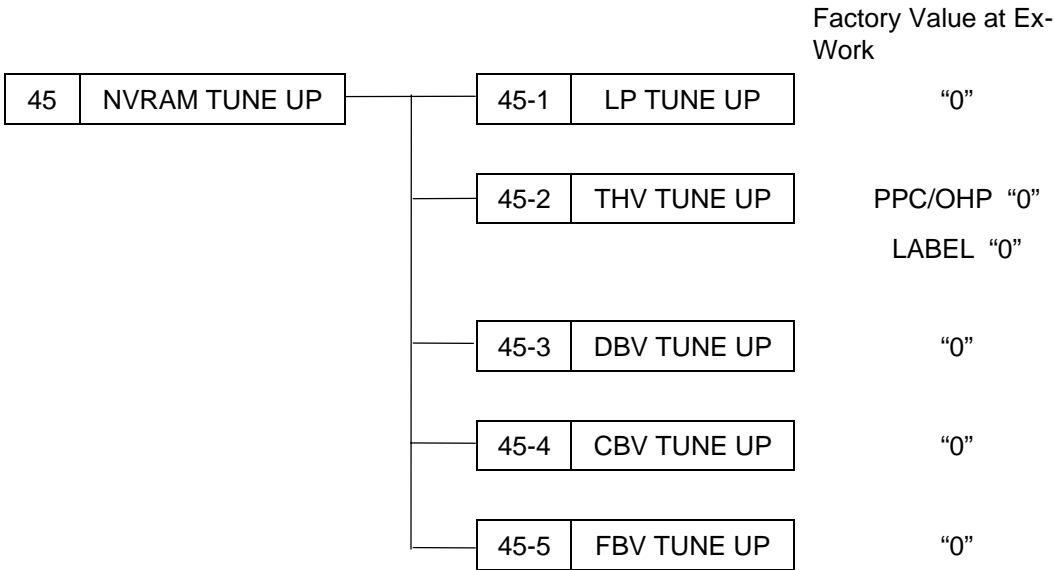 Factory Value at Ex-
Work
45 NVRAM TUNE UP 45-1 LP TUNE UP “0”
45-2 THV TUNE UP PPC/OHP “0”
LABEL “0”
45-3 DBV TUNE UP “0”
45-4 CBV TUNE UP “0”
45-5 FBV TUNE UP “0”